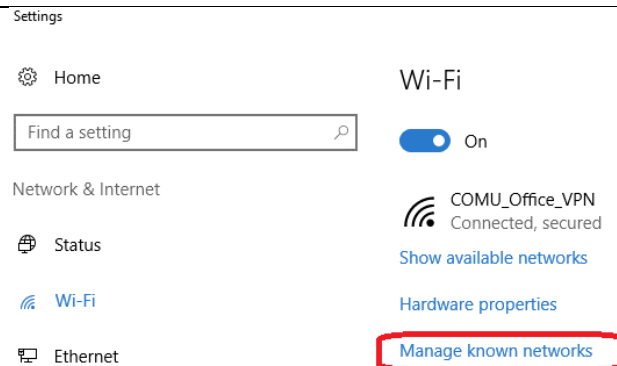 Settings
Home
Find a setting
Network & Internet
Status
Wi-Fi
Ethernet
Wi-Fi
On
COMU_Office_VPN
Connected, secured
Show available networks
Hardware properties
Manage known networks